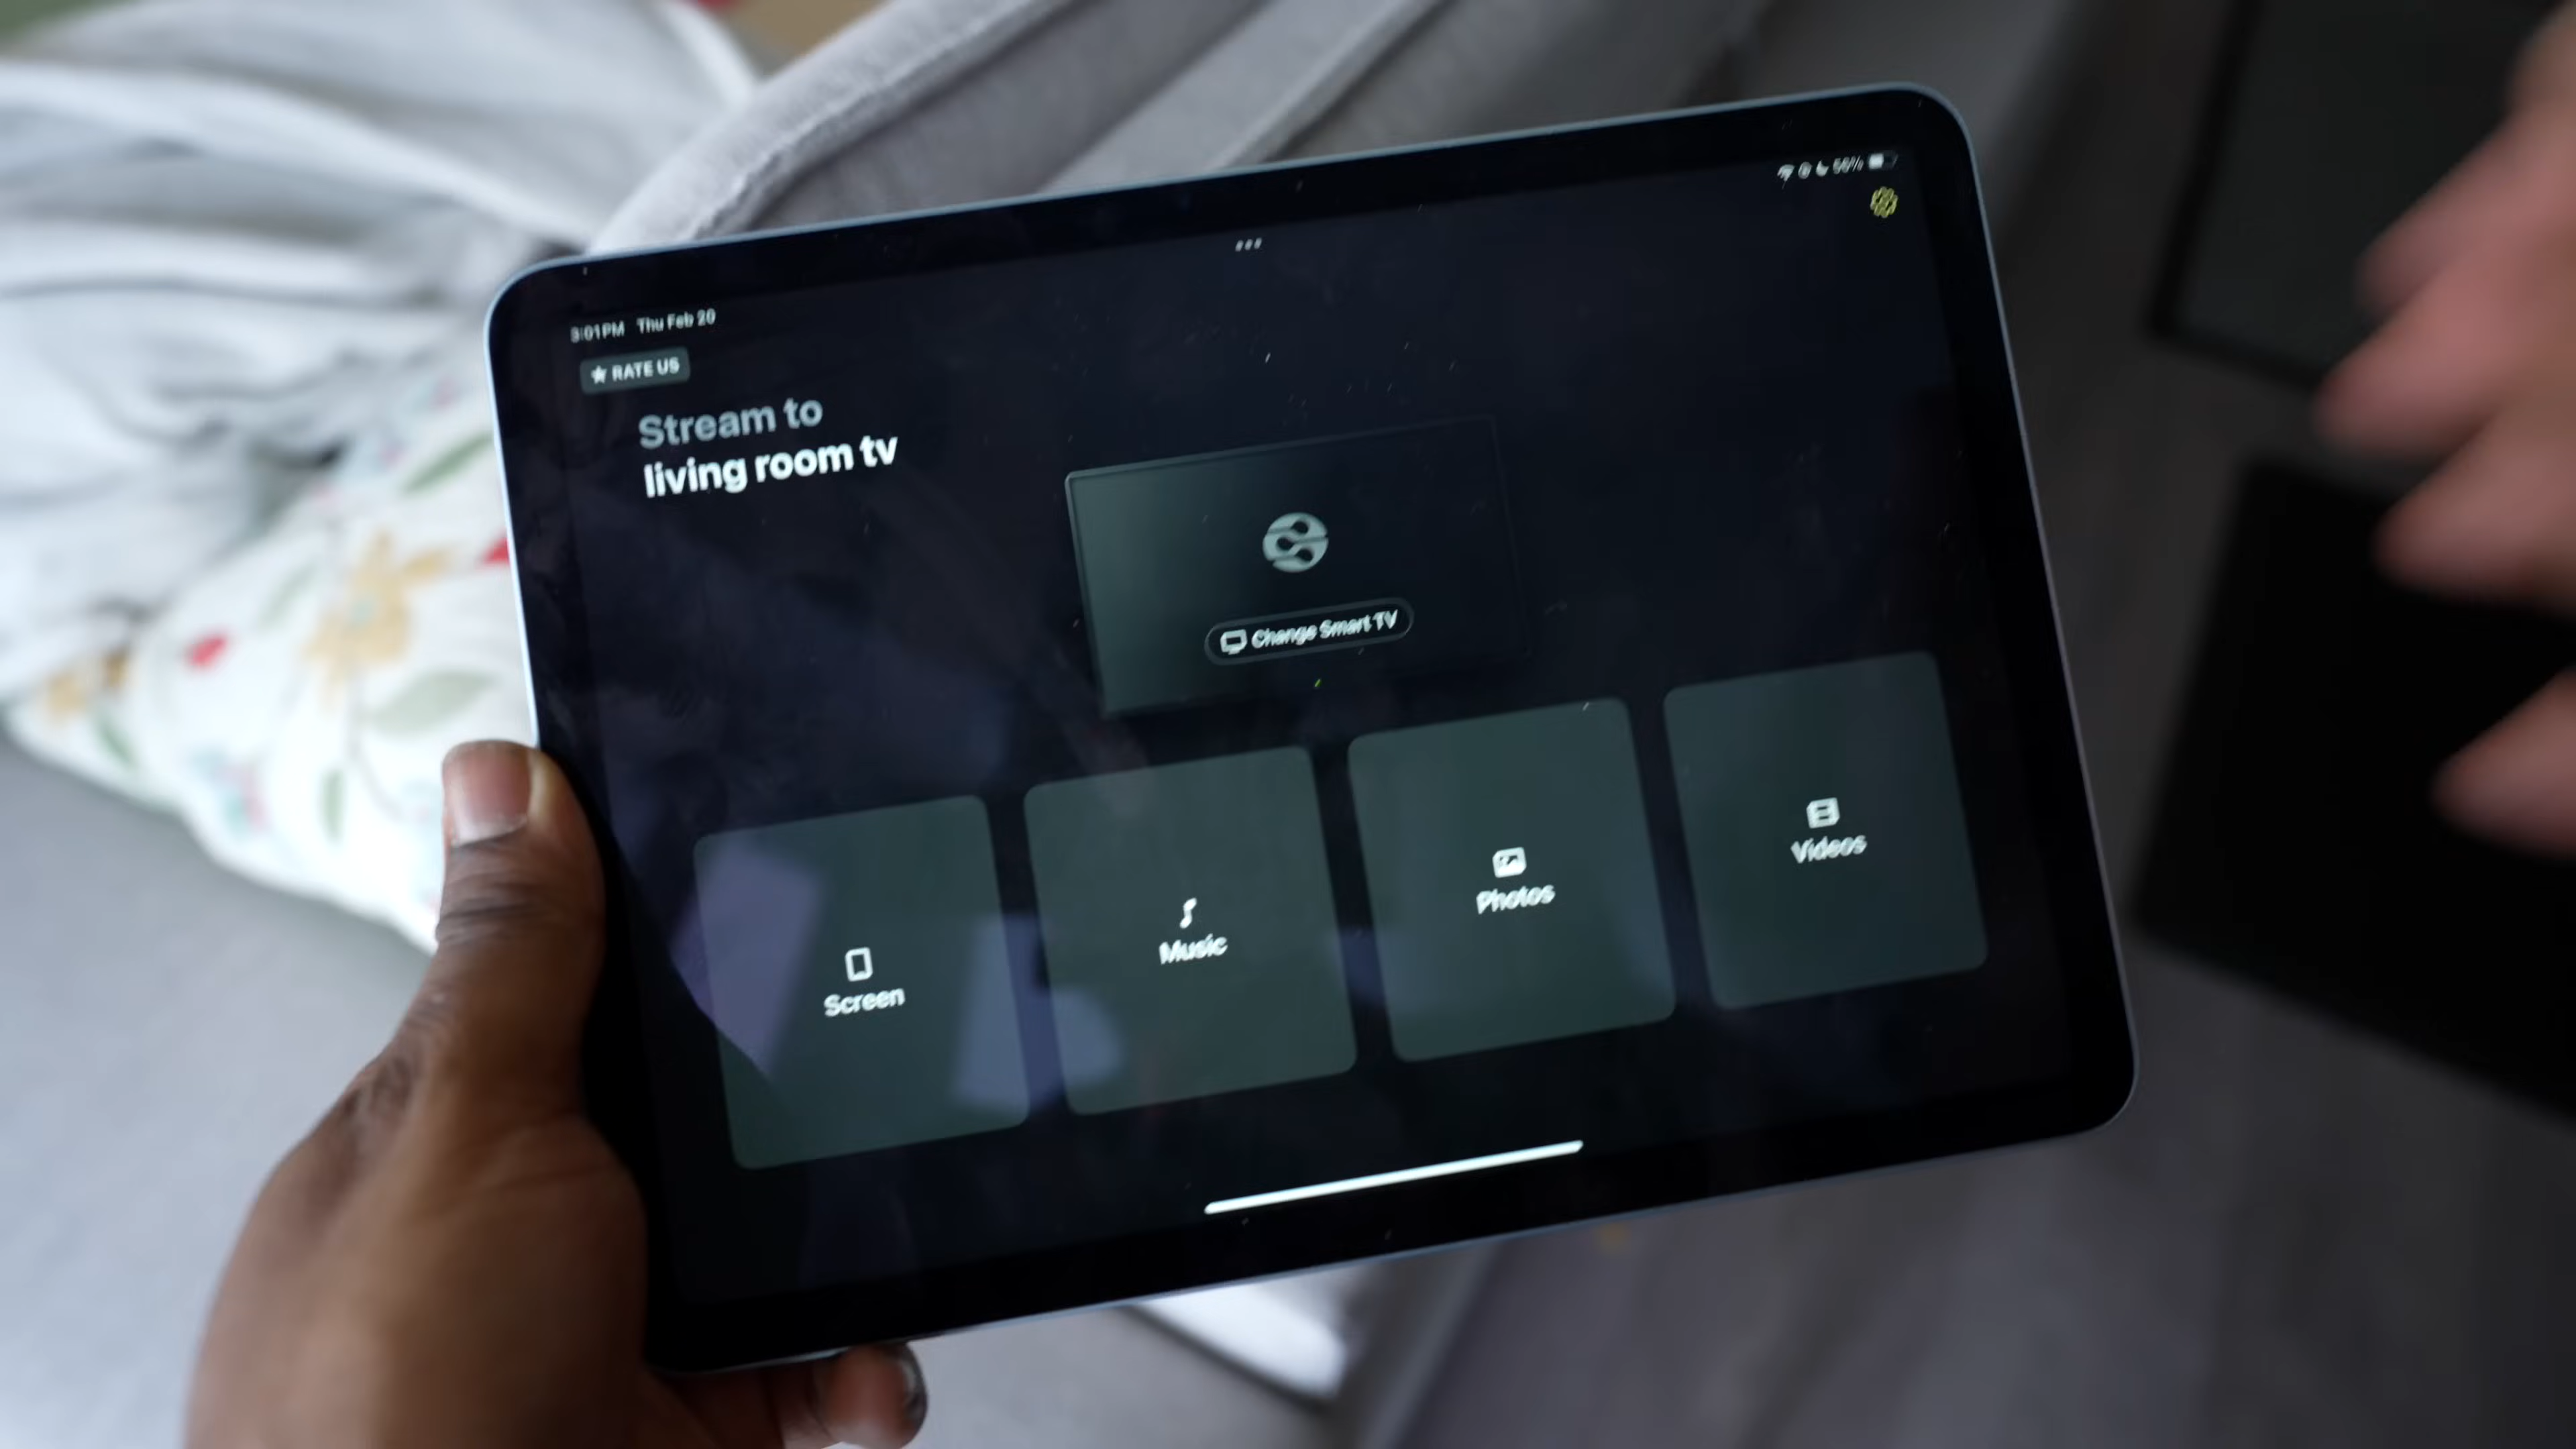 3:01PM Thu Feb 20
56%
★ RATE US
Stream to
living room tv
Change Smart TV
Screen
Music
Photos
Videos